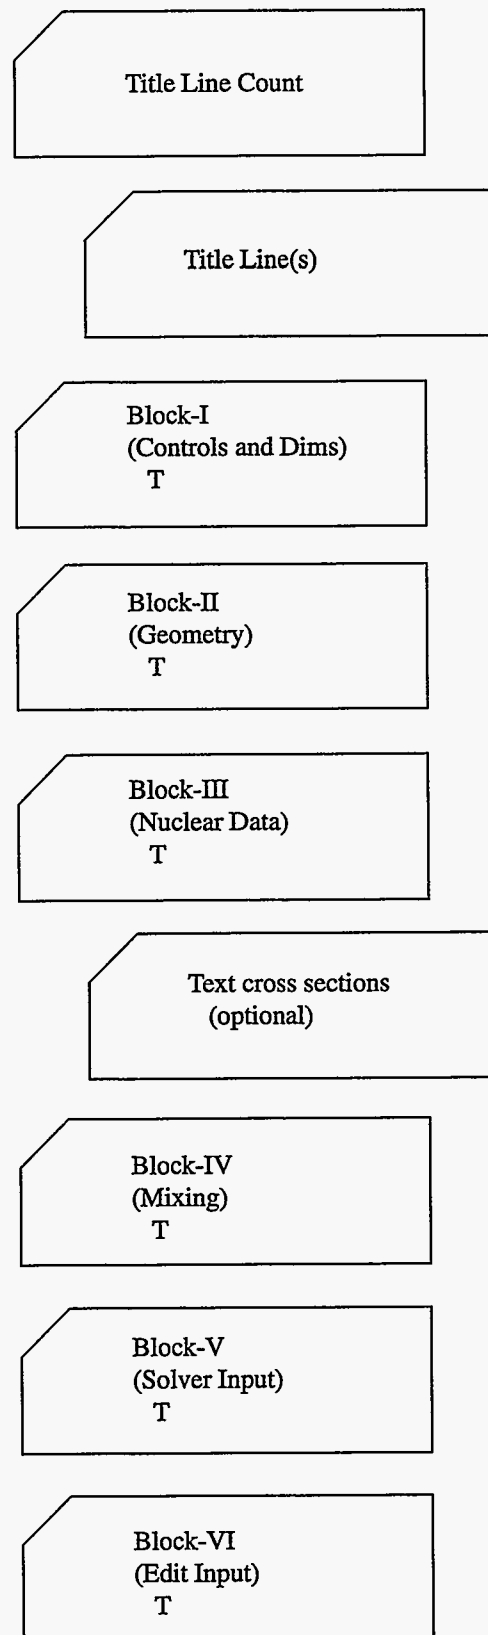 Title Line Count
Title Line(s)
Block-I
(Controls and Dims)
T
Block-II
(Geometry)
T
Block-III
(Nuclear Data)
T
Text cross sections
(optional)
Block-IV
(Mixing)
T
Block-V
(Solver Input)
T
Block-VI
(Edit Input)
T